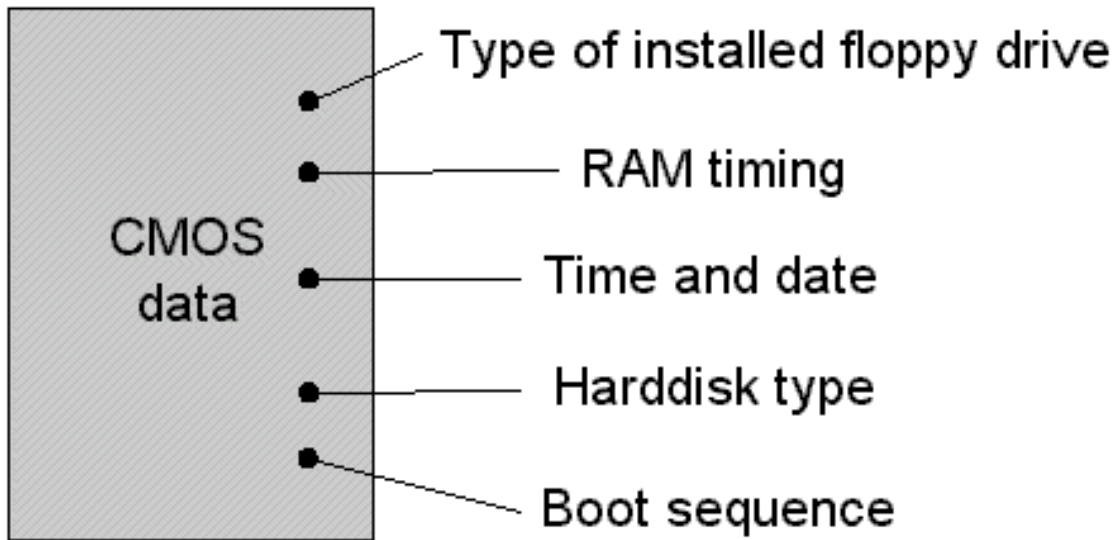 Type of installed floppy drive
RAM timing
CMOS
data
Time and date
Harddisk type
Boot sequence